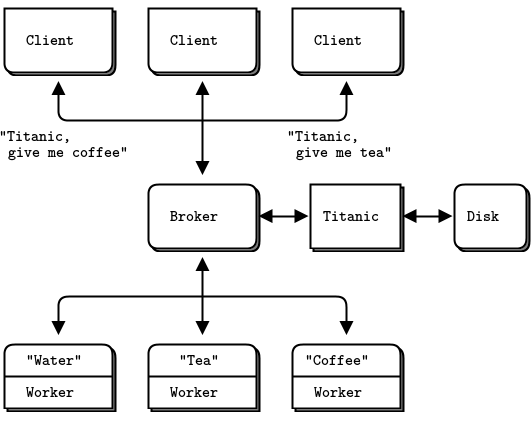 Client Client Client
"Titanic, "Titanic,
give me coffee" give me tea"
Broker Titanic Disk
"Water" "Tea" "Coffee"
Worker Worker Worker